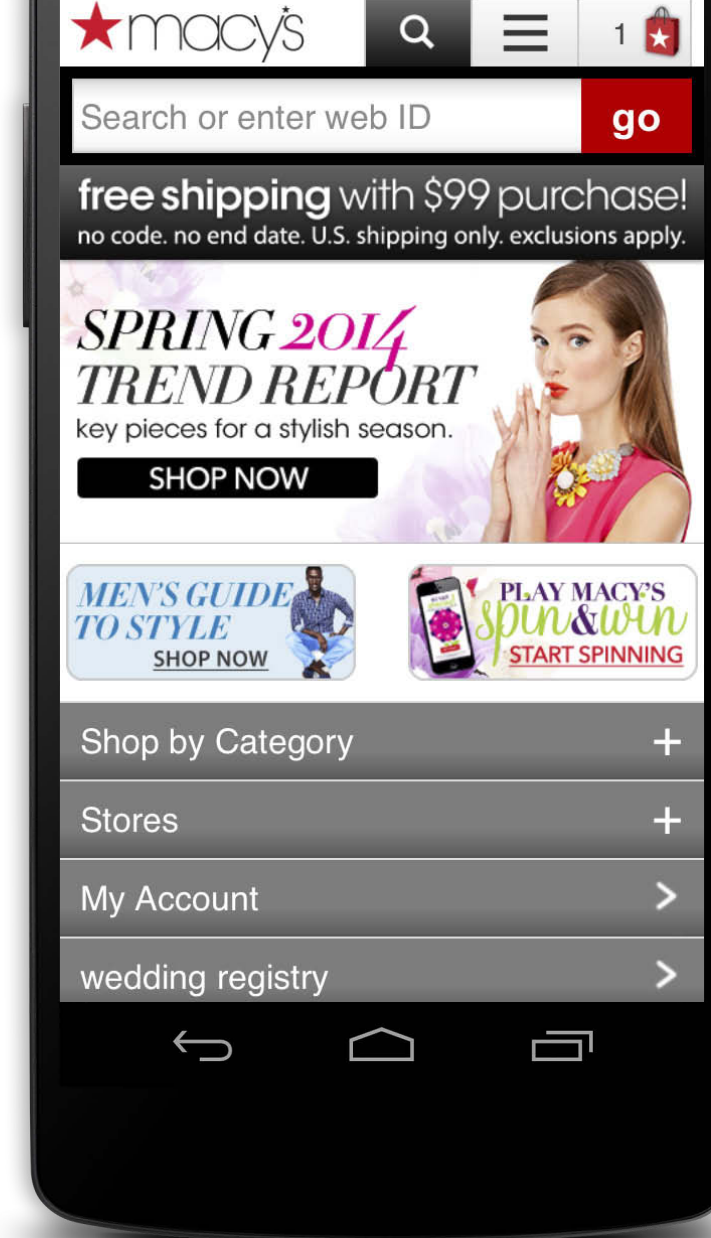 macy's
1
Search or enter web ID
go
free shipping with $99 purchase!
no code. no end date. U.S. shipping only. exclusions apply.
SPRING 2014
TREND REPORT
key pieces for a stylish season.
SHOP NOW
MEN'S GUIDE
TO STYLE
SHOP NOW
PLAY MACY'S
spin&win
START SPINNING
Shop by Category
Stores
My Account
wedding registry